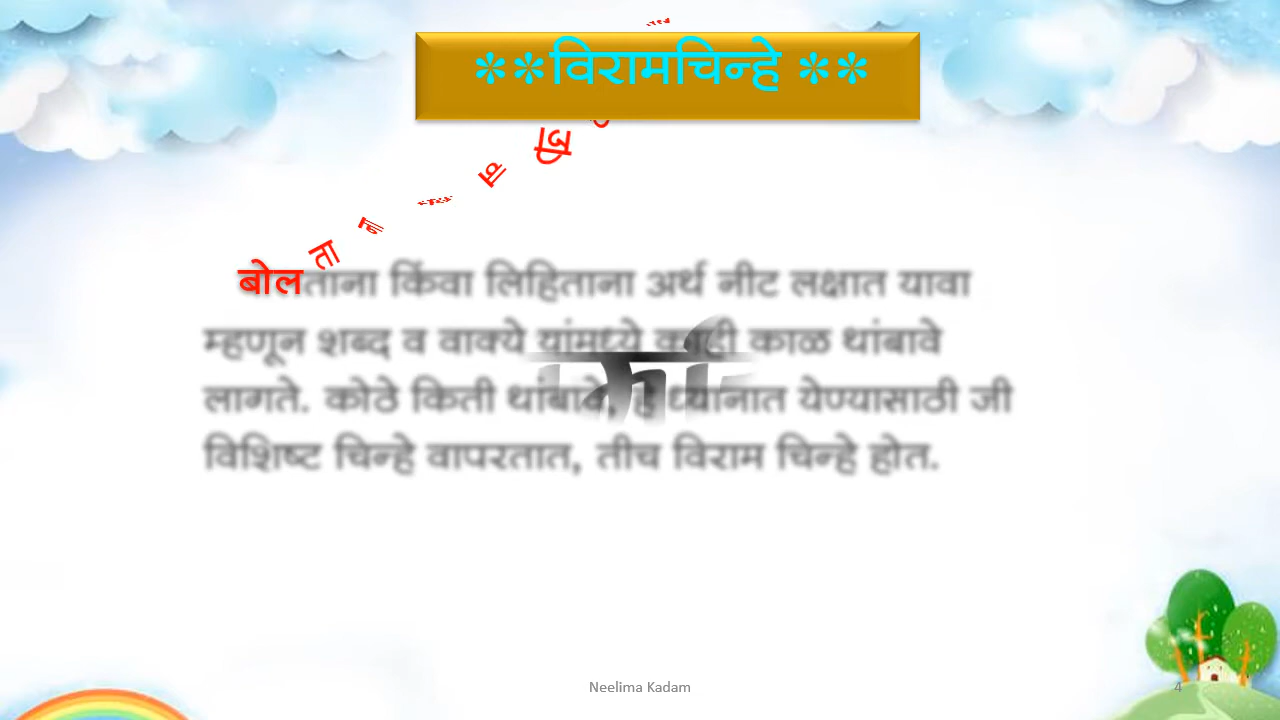 **विरामचिन्हे **
बोलताना किंवा लिहिताना अर्थ नीट लक्षात यावा
म्हणून शब्द व वाक्ये यांमध्ये काही काळ थांबावे
लागते. कोठे किती थांबावे, हे ध्यानात येण्यासाठी जी
विशिष्ट चिन्हे वापरतात, तीच विराम चिन्हे होत.
Neelima Kadam
4